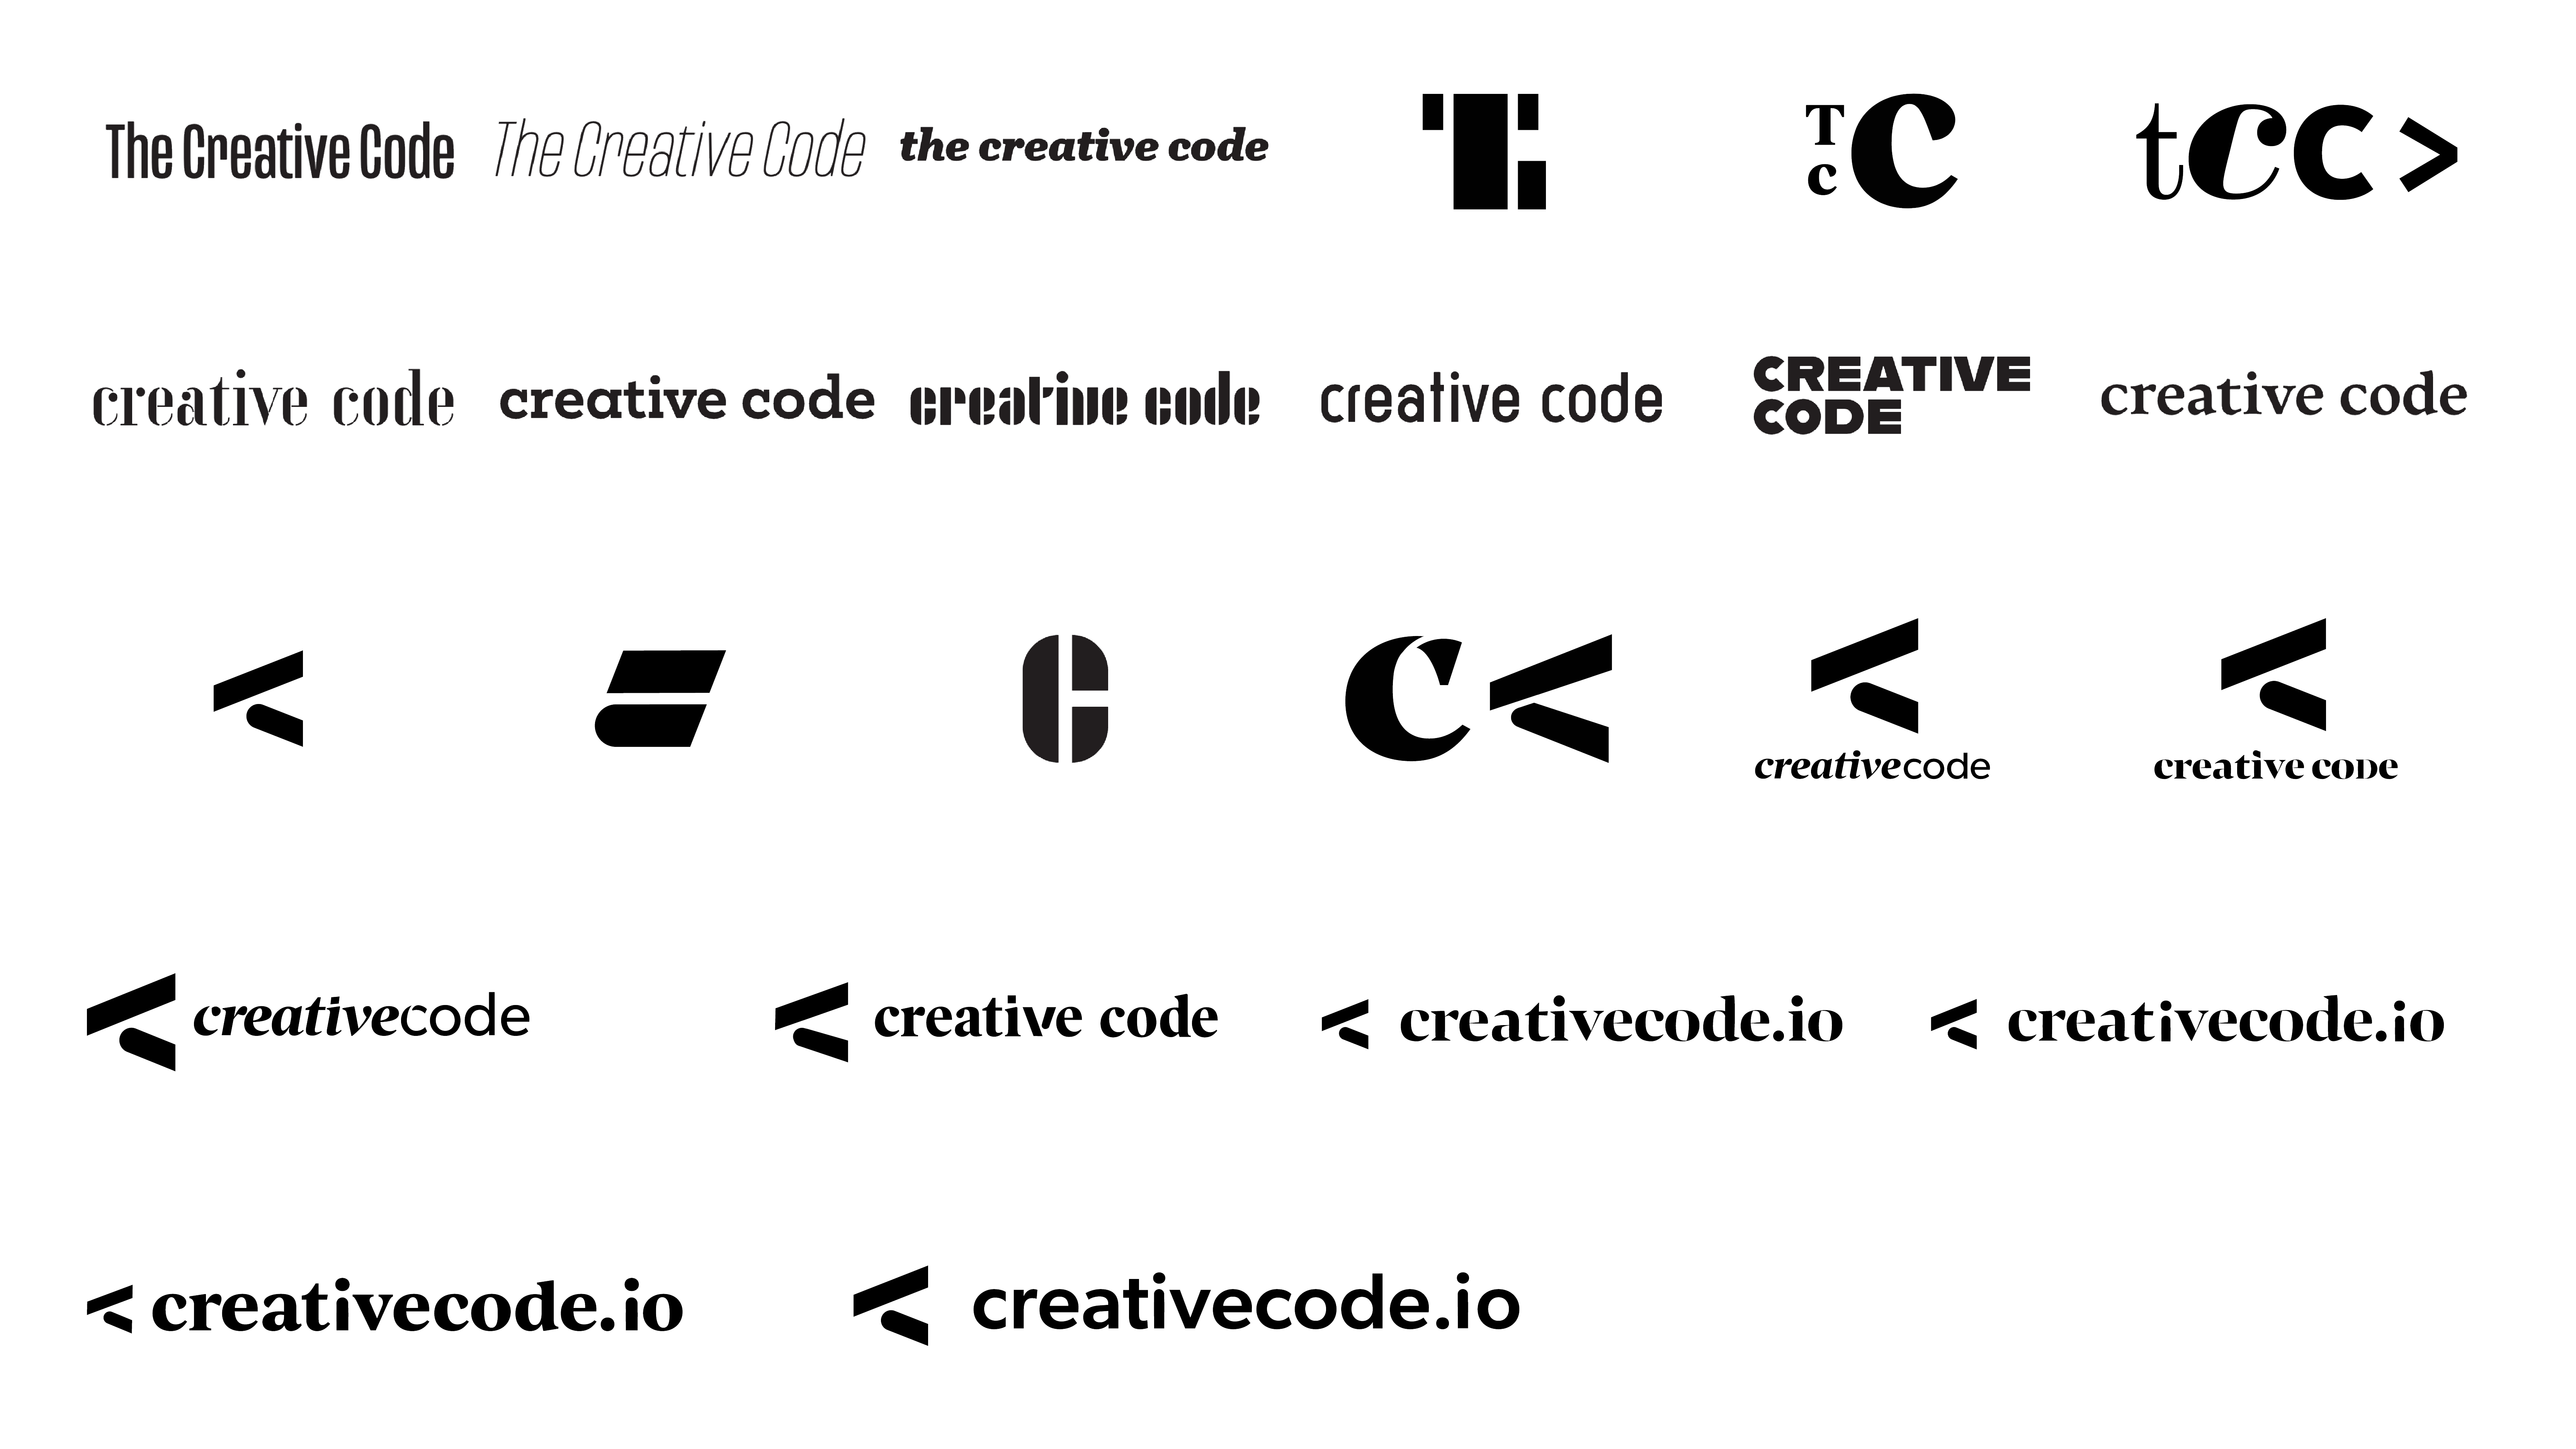 The Creative Code
The Creative Code
the creative code
TC
T
c
C
tcc >
creative code
creative code
creative code
creative code
CREATIVE
CODE
creative code
<
C
C<
<
creativecode
<
creative code
< creativecode
< creative code
< creativecode.io
< creativecode.io
< creativecode.io
< creativecode.io